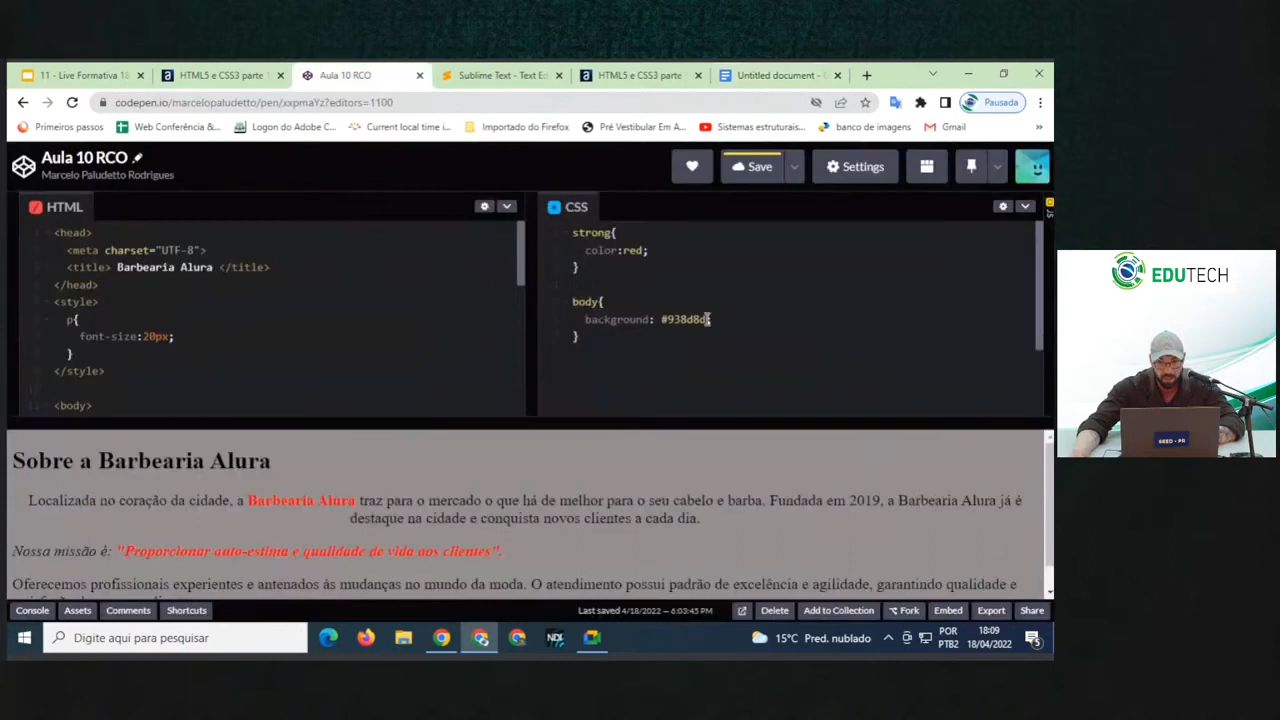 11 - Live Formativa 18
HTML5 e CSS3 parte
Aula 10 RCO
Sublime Text - Text Ed
HTML5 e CSS3 parte
Untitled document - G
codepen.io/marcelopaludetto/pen/xxpmaYz?editors=1100
Pausada
Primeiros passos
Web Conferência &...
Logon do Adobe C...
Current local time i...
Importado do Firefox
Pré Vestibular Em A...
Sistemas estruturais...
banco de imagens
Gmail
Aula 10 RCO
Marcelo Paludetto Rodrigues
Save
Settings
HTML
<head>
<meta charset="UTF-8">
<title> Barbearia Alura </title>
</head>
<style>
p{
font-size:20px;
}
</style>
<body>
CSS
strong{
color:red;
}
body{
background: #938d8d;
}
JS
Sobre a Barbearia Alura
Localizada no coração da cidade, a Barbearia Alura traz para o mercado o que há de melhor para o seu cabelo e barba. Fundada em 2019, a Barbearia Alura já é
destaque na cidade e conquista novos clientes a cada dia.
Nossa missão é: "Proporcionar auto-estima e qualidade de vida aos clientes".
Oferecemos profissionais experientes e antenados às mudanças no mundo da moda. O atendimento possui padrão de excelência e agilidade, garantindo qualidade e
Console
Assets
Comments
Shortcuts
Last saved 4/18/2022 — 6:03:45 PM
Delete
Add to Collection
Fork
Embed
Export
Share
Digite aqui para pesquisar
NDI
15°C Pred. nublado
POR
PTB2
18:09
18/04/2022
5
EDUTECH
SEED - PR